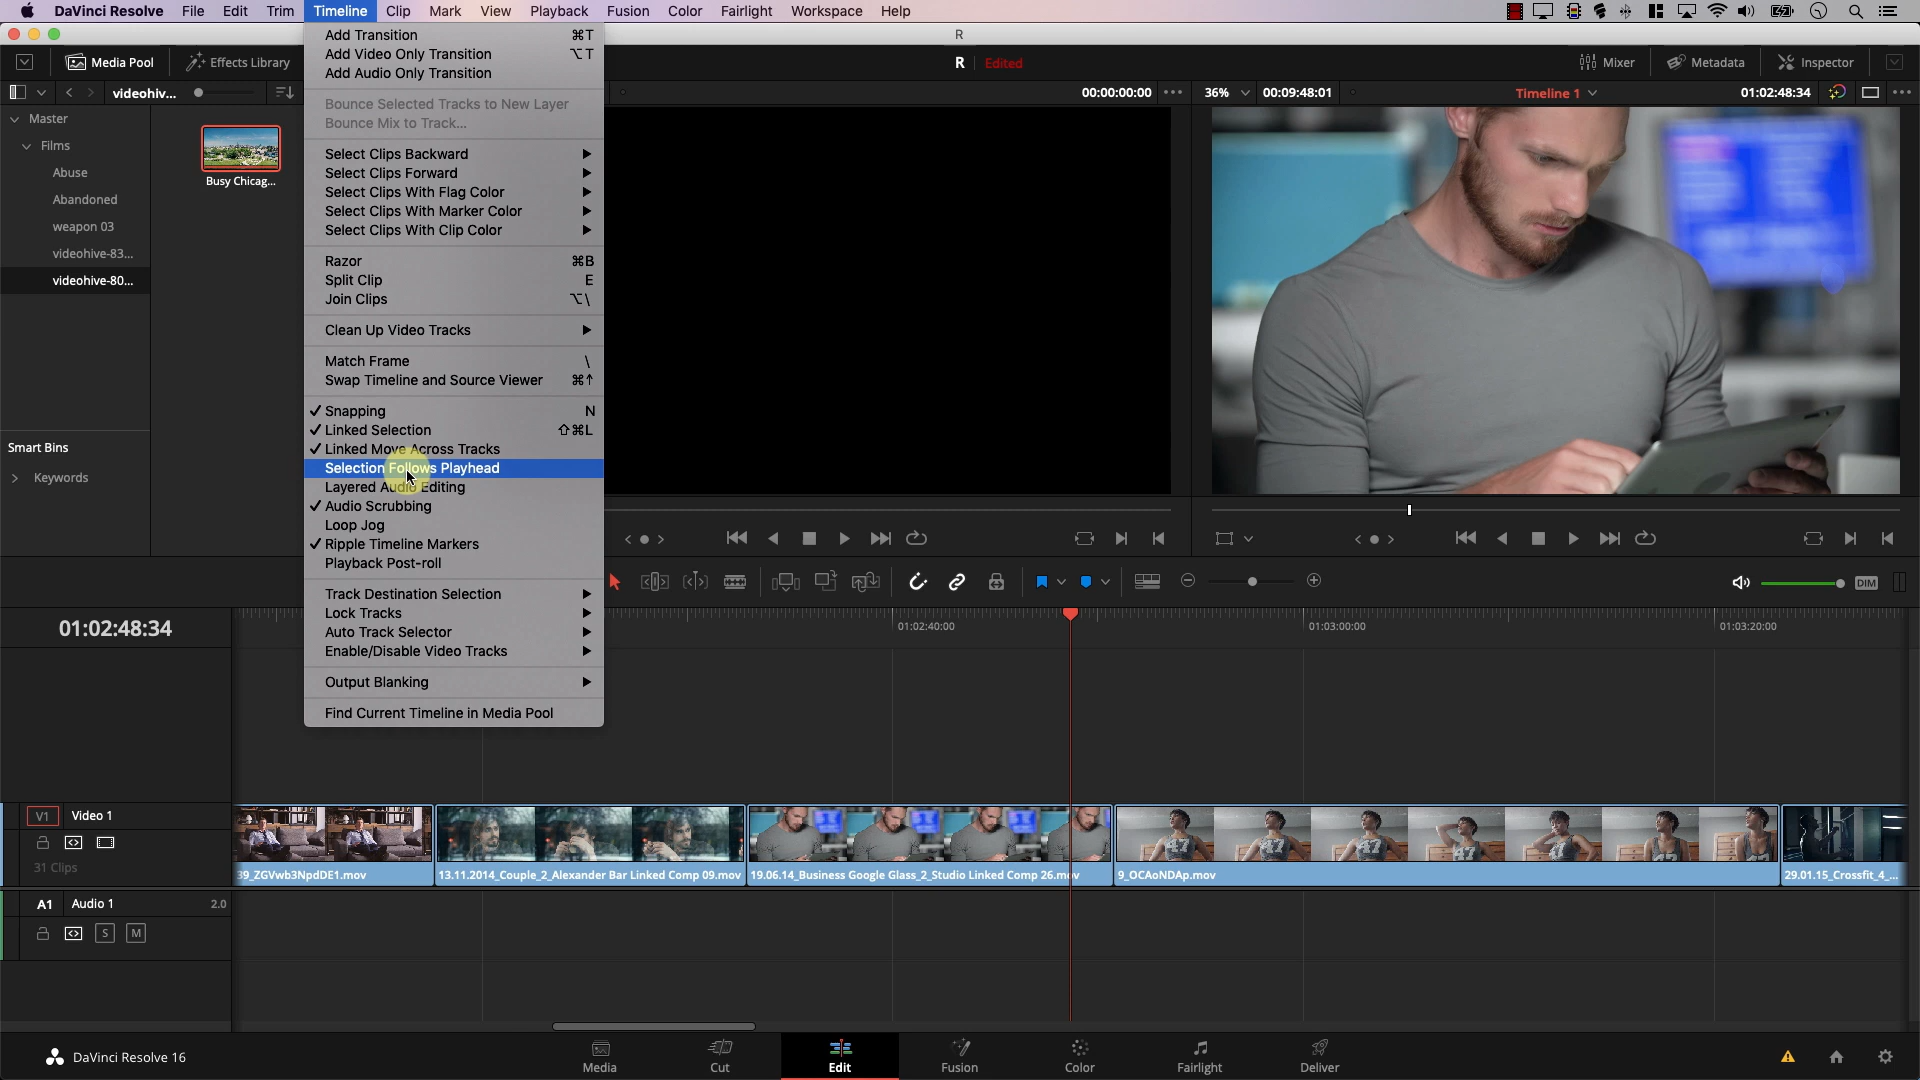 DaVinci Resolve File Edit Trim Timeline Clip Mark View Playback Fusion Color Fairlight Workspace Help
R
Media Pool Effects Library
R Edited
Mixer Metadata Inspector
videohiv...
00:00:00:00
36% 00:09:48:01 Timeline 1 01:02:48:34
Master
Films
Abuse
Abandoned
weapon 03
videohive-83...
videohive-80...
Busy Chicag...
Smart Bins
Keywords
Add Transition ⌘T
Add Video Only Transition ⌥T
Add Audio Only Transition
Bounce Selected Tracks to New Layer
Bounce Mix to Track...
Select Clips Backward
Select Clips Forward
Select Clips With Flag Color
Select Clips With Marker Color
Select Clips With Clip Color
Razor ⌘B
Split Clip E
Join Clips ⌥\
Clean Up Video Tracks
Match Frame \
Swap Timeline and Source Viewer ⌘↑
✓ Snapping N
✓ Linked Selection ⇧⌘L
✓ Linked Move Across Tracks
Selection Follows Playhead
Layered Audio Editing
✓ Audio Scrubbing
Loop Jog
✓ Ripple Timeline Markers
Playback Post-roll
Track Destination Selection
Lock Tracks
Auto Track Selector
Enable/Disable Video Tracks
Output Blanking
Find Current Timeline in Media Pool
DIM
01:02:48:34
01:02:40:00 01:03:00:00 01:03:20:00
V1 Video 1
31 Clips
39_ZGVwb3NpdDE1.mov
13.11.2014_Couple_2_Alexander Bar Linked Comp 09.mov
19.06.14_Business Google Glass_2_Studio Linked Comp 26.mov
9_OCAoNDAp.mov
29.01.15_Crossfit_4_...
A1 Audio 1 2.0
S M
DaVinci Resolve 16
Media Cut Edit Fusion Color Fairlight Deliver